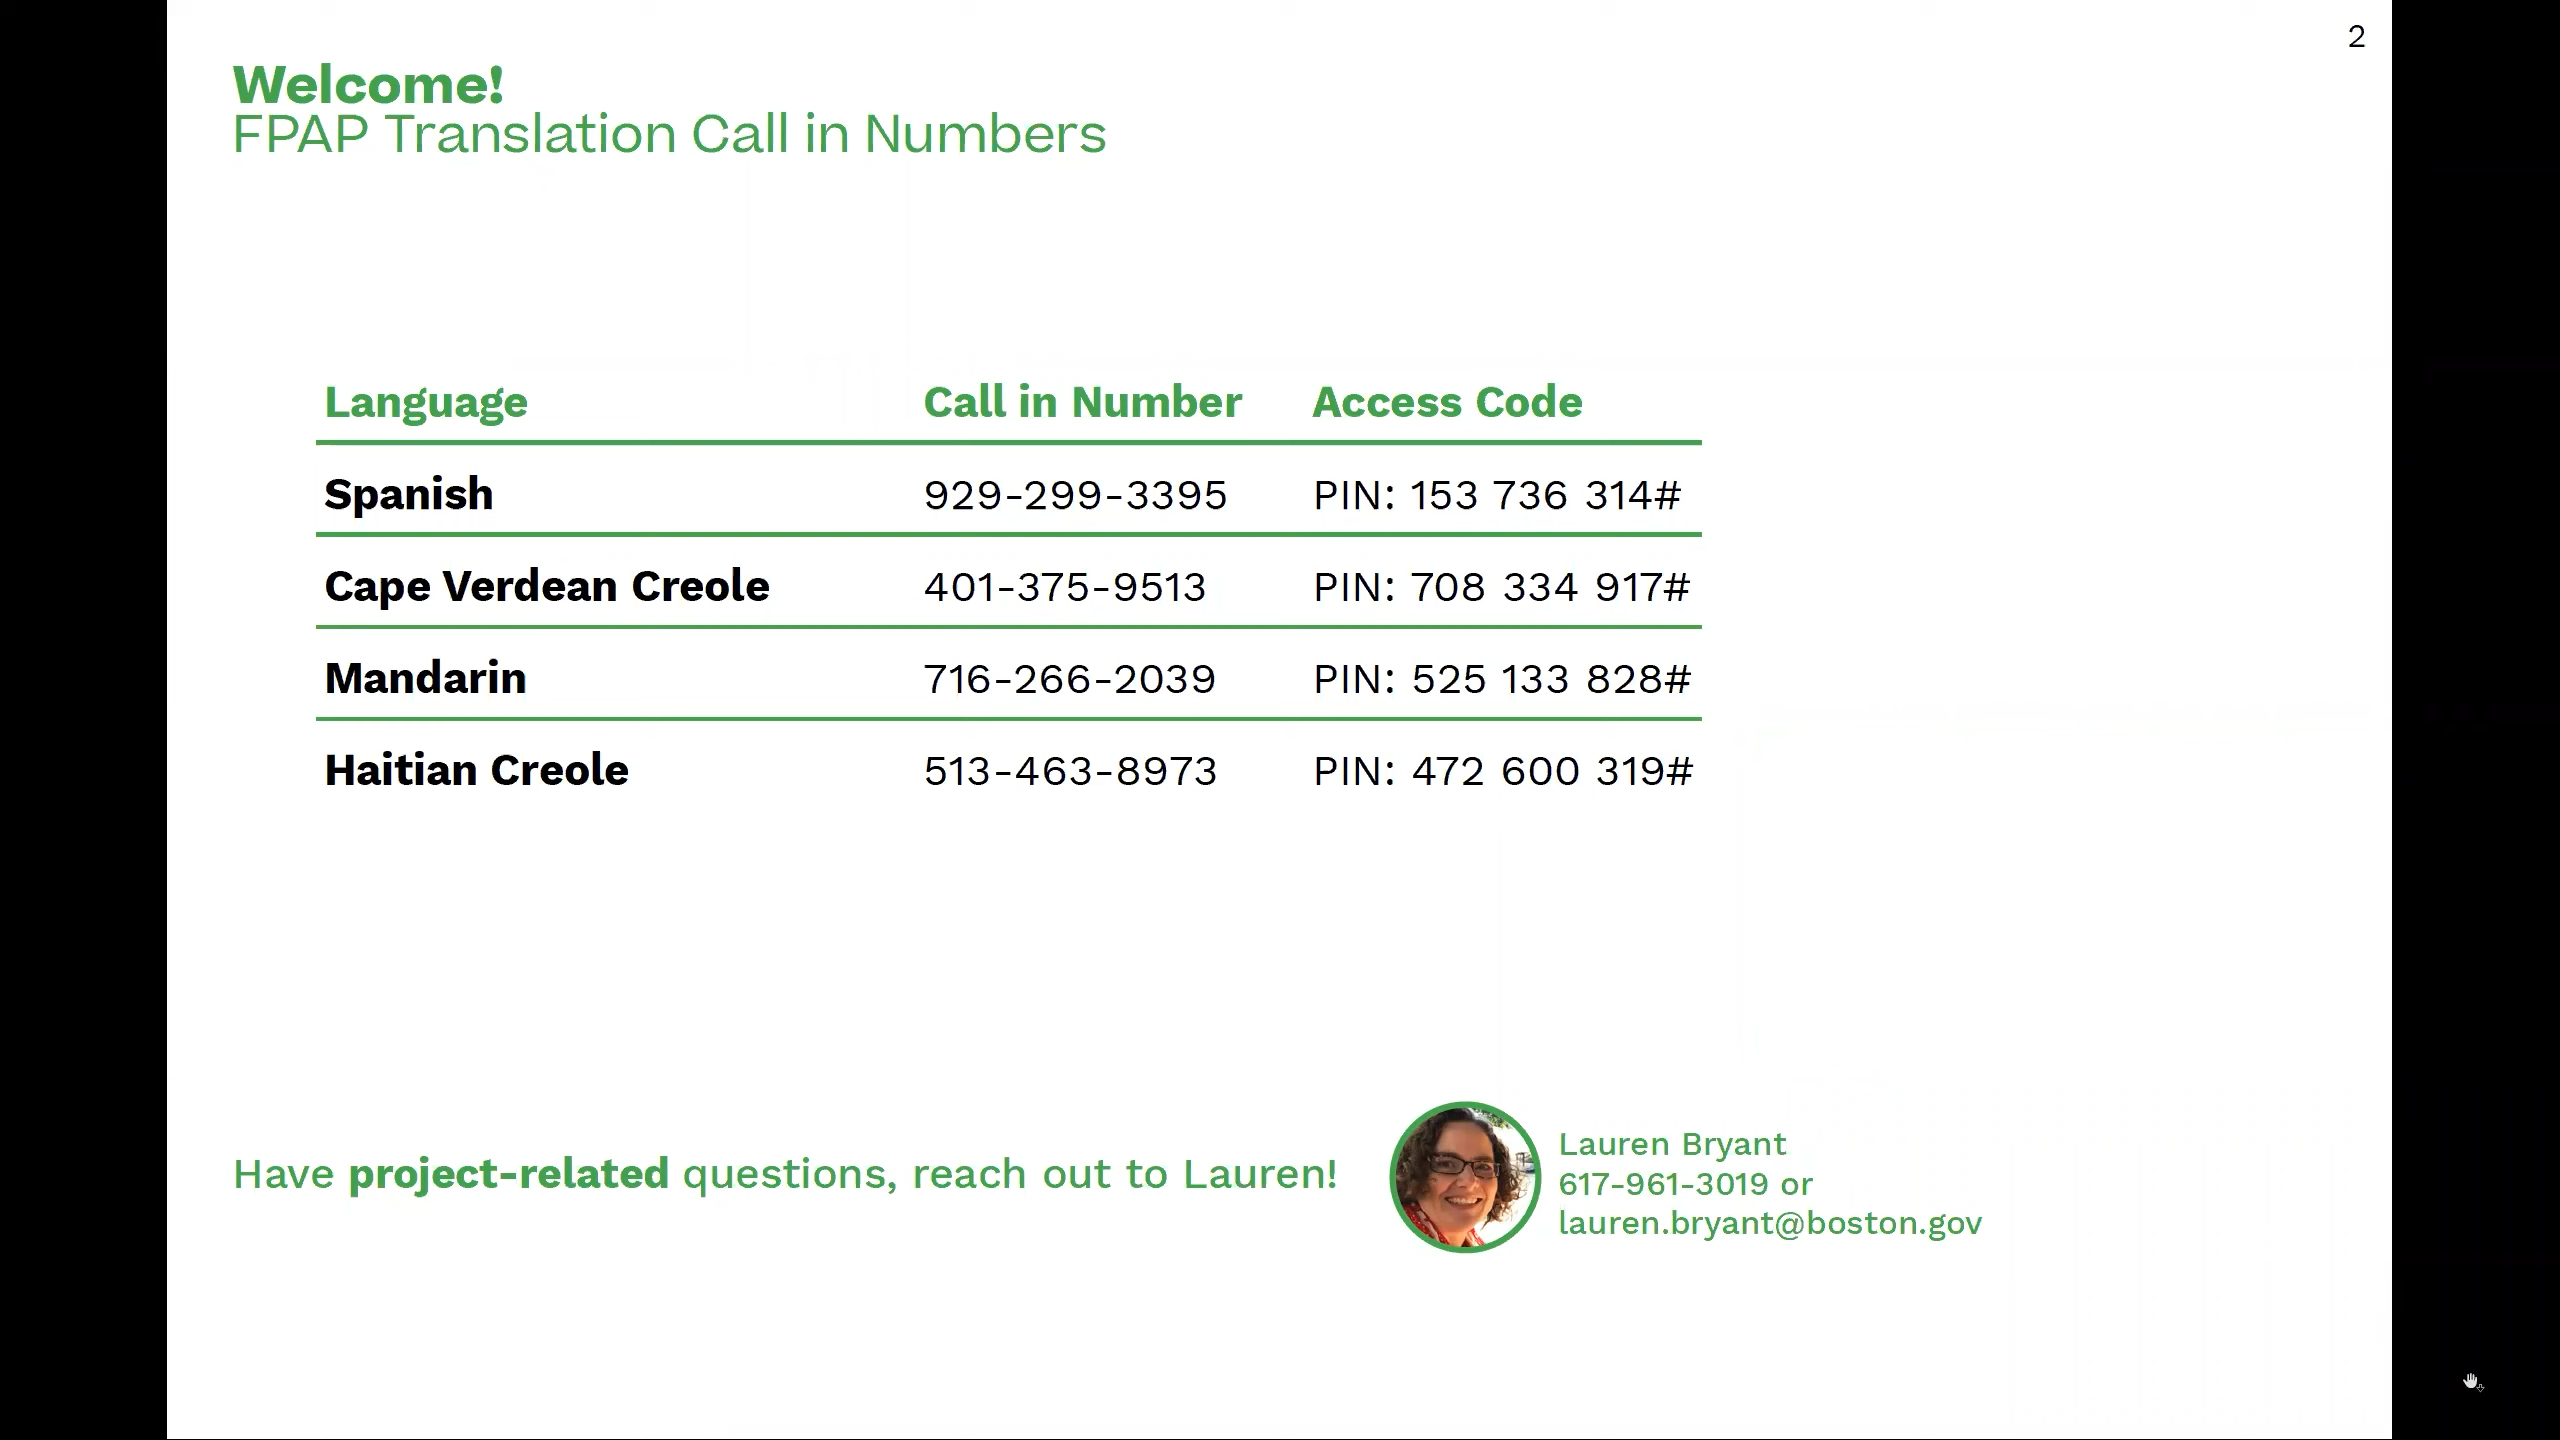 2
Welcome!
FPAP Translation Call in Numbers
Language Call in Number Access Code
Spanish 929-299-3395 PIN: 153 736 314#
Cape Verdean Creole 401-375-9513 PIN: 708 334 917#
Mandarin 716-266-2039 PIN: 525 133 828#
Haitian Creole 513-463-8973 PIN: 472 600 319#
Have project-related questions, reach out to Lauren!
Lauren Bryant
617-961-3019 or
lauren.bryant@boston.gov